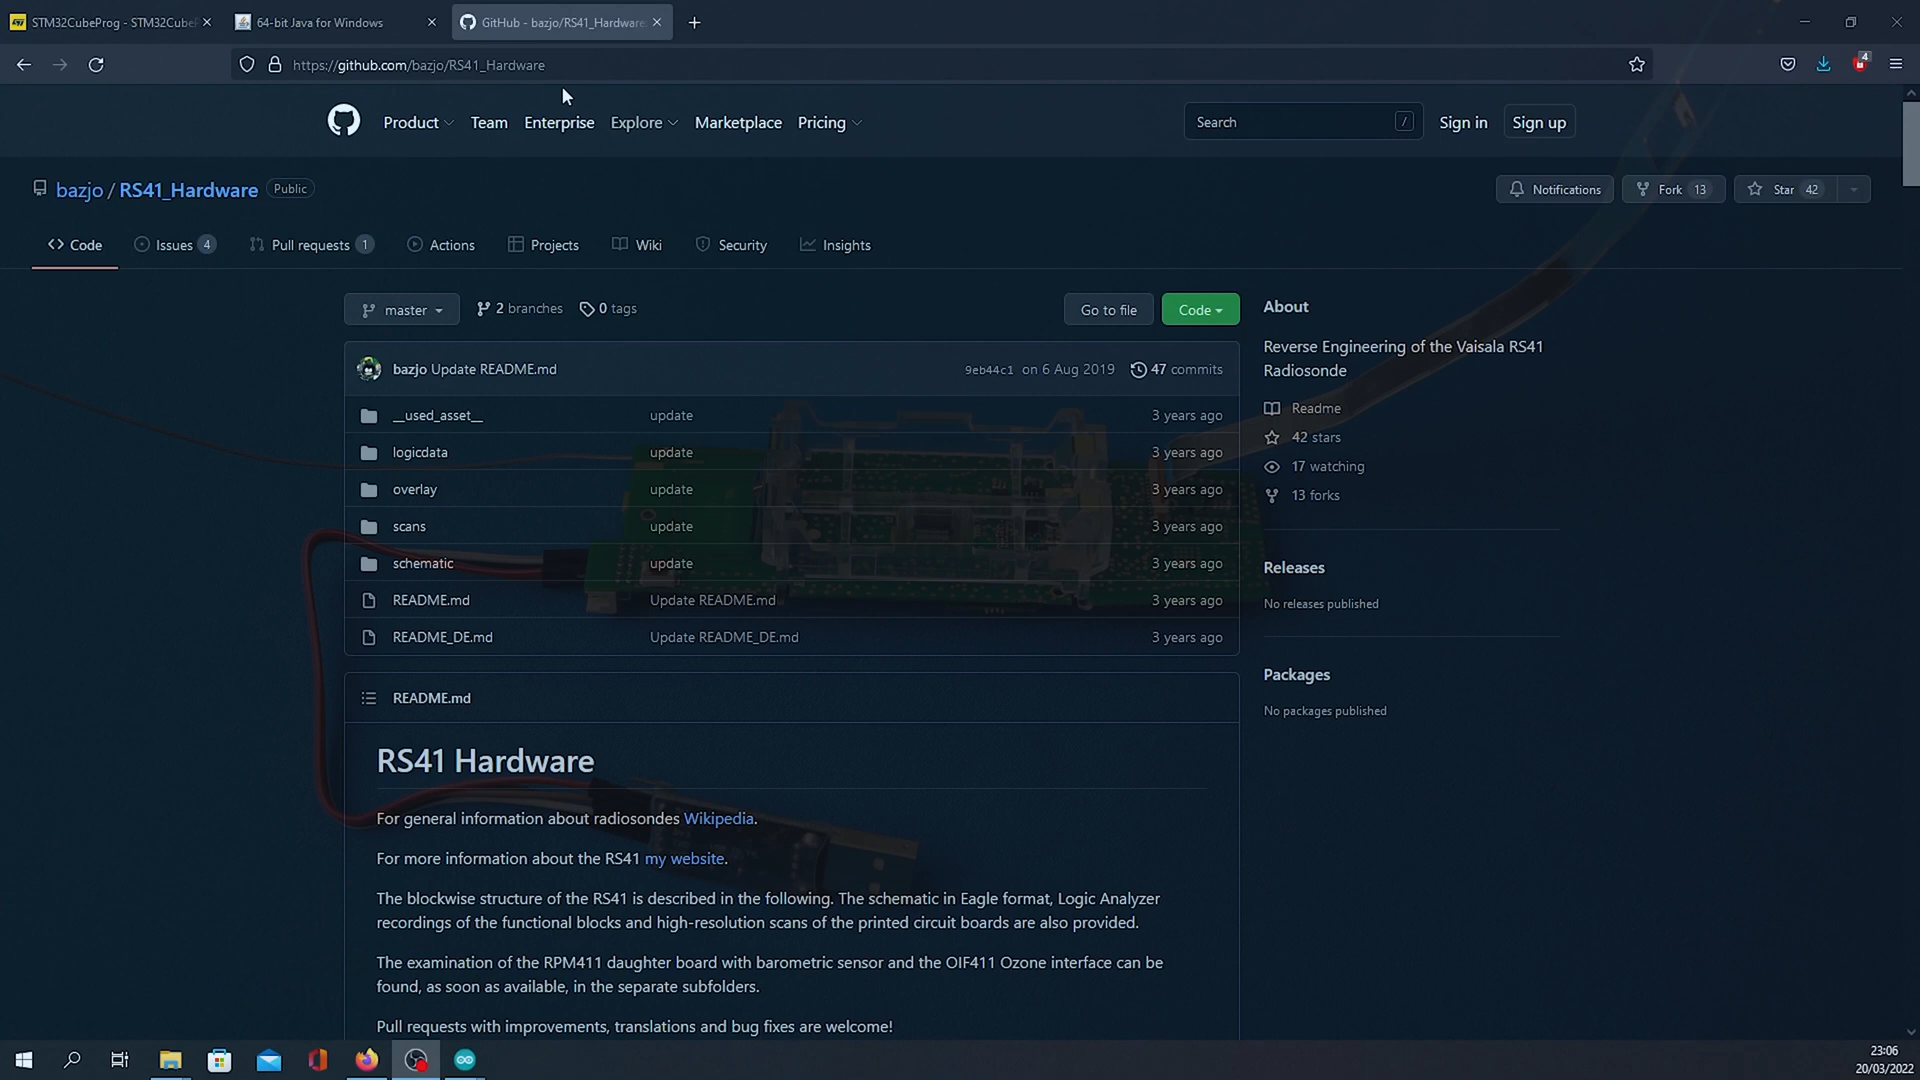 STM32CubeProg - STM32Cube
64-bit Java for Windows
GitHub - bazjo/RS41_Hardware
https://github.com/bazjo/RS41_Hardware
4
Product
Team
Enterprise
Explore
Marketplace
Pricing
Search
/
Sign in
Sign up
bazjo / RS41_Hardware
Public
Notifications
Fork 13
Star 42
Code
Issues 4
Pull requests 1
Actions
Projects
Wiki
Security
Insights
master
2 branches
0 tags
Go to file
Code
bazjo Update README.md
9eb44c1 on 6 Aug 2019
47 commits
__used_asset__ update 3 years ago
logicdata update 3 years ago
overlay update 3 years ago
scans update 3 years ago
schematic update 3 years ago
README.md Update README.md 3 years ago
README_DE.md Update README_DE.md 3 years ago
About
Reverse Engineering of the Vaisala RS41
Radiosonde
Readme
42 stars
17 watching
13 forks
Releases
No releases published
Packages
No packages published
README.md
RS41 Hardware
For general information about radiosondes Wikipedia.
For more information about the RS41 my website.
The blockwise structure of the RS41 is described in the following. The schematic in Eagle format, Logic Analyzer
recordings of the functional blocks and high-resolution scans of the printed circuit boards are also provided.
The examination of the RPM411 daughter board with barometric sensor and the OIF411 Ozone interface can be
found, as soon as available, in the separate subfolders.
Pull requests with improvements, translations and bug fixes are welcome!
23:06
20/03/2022